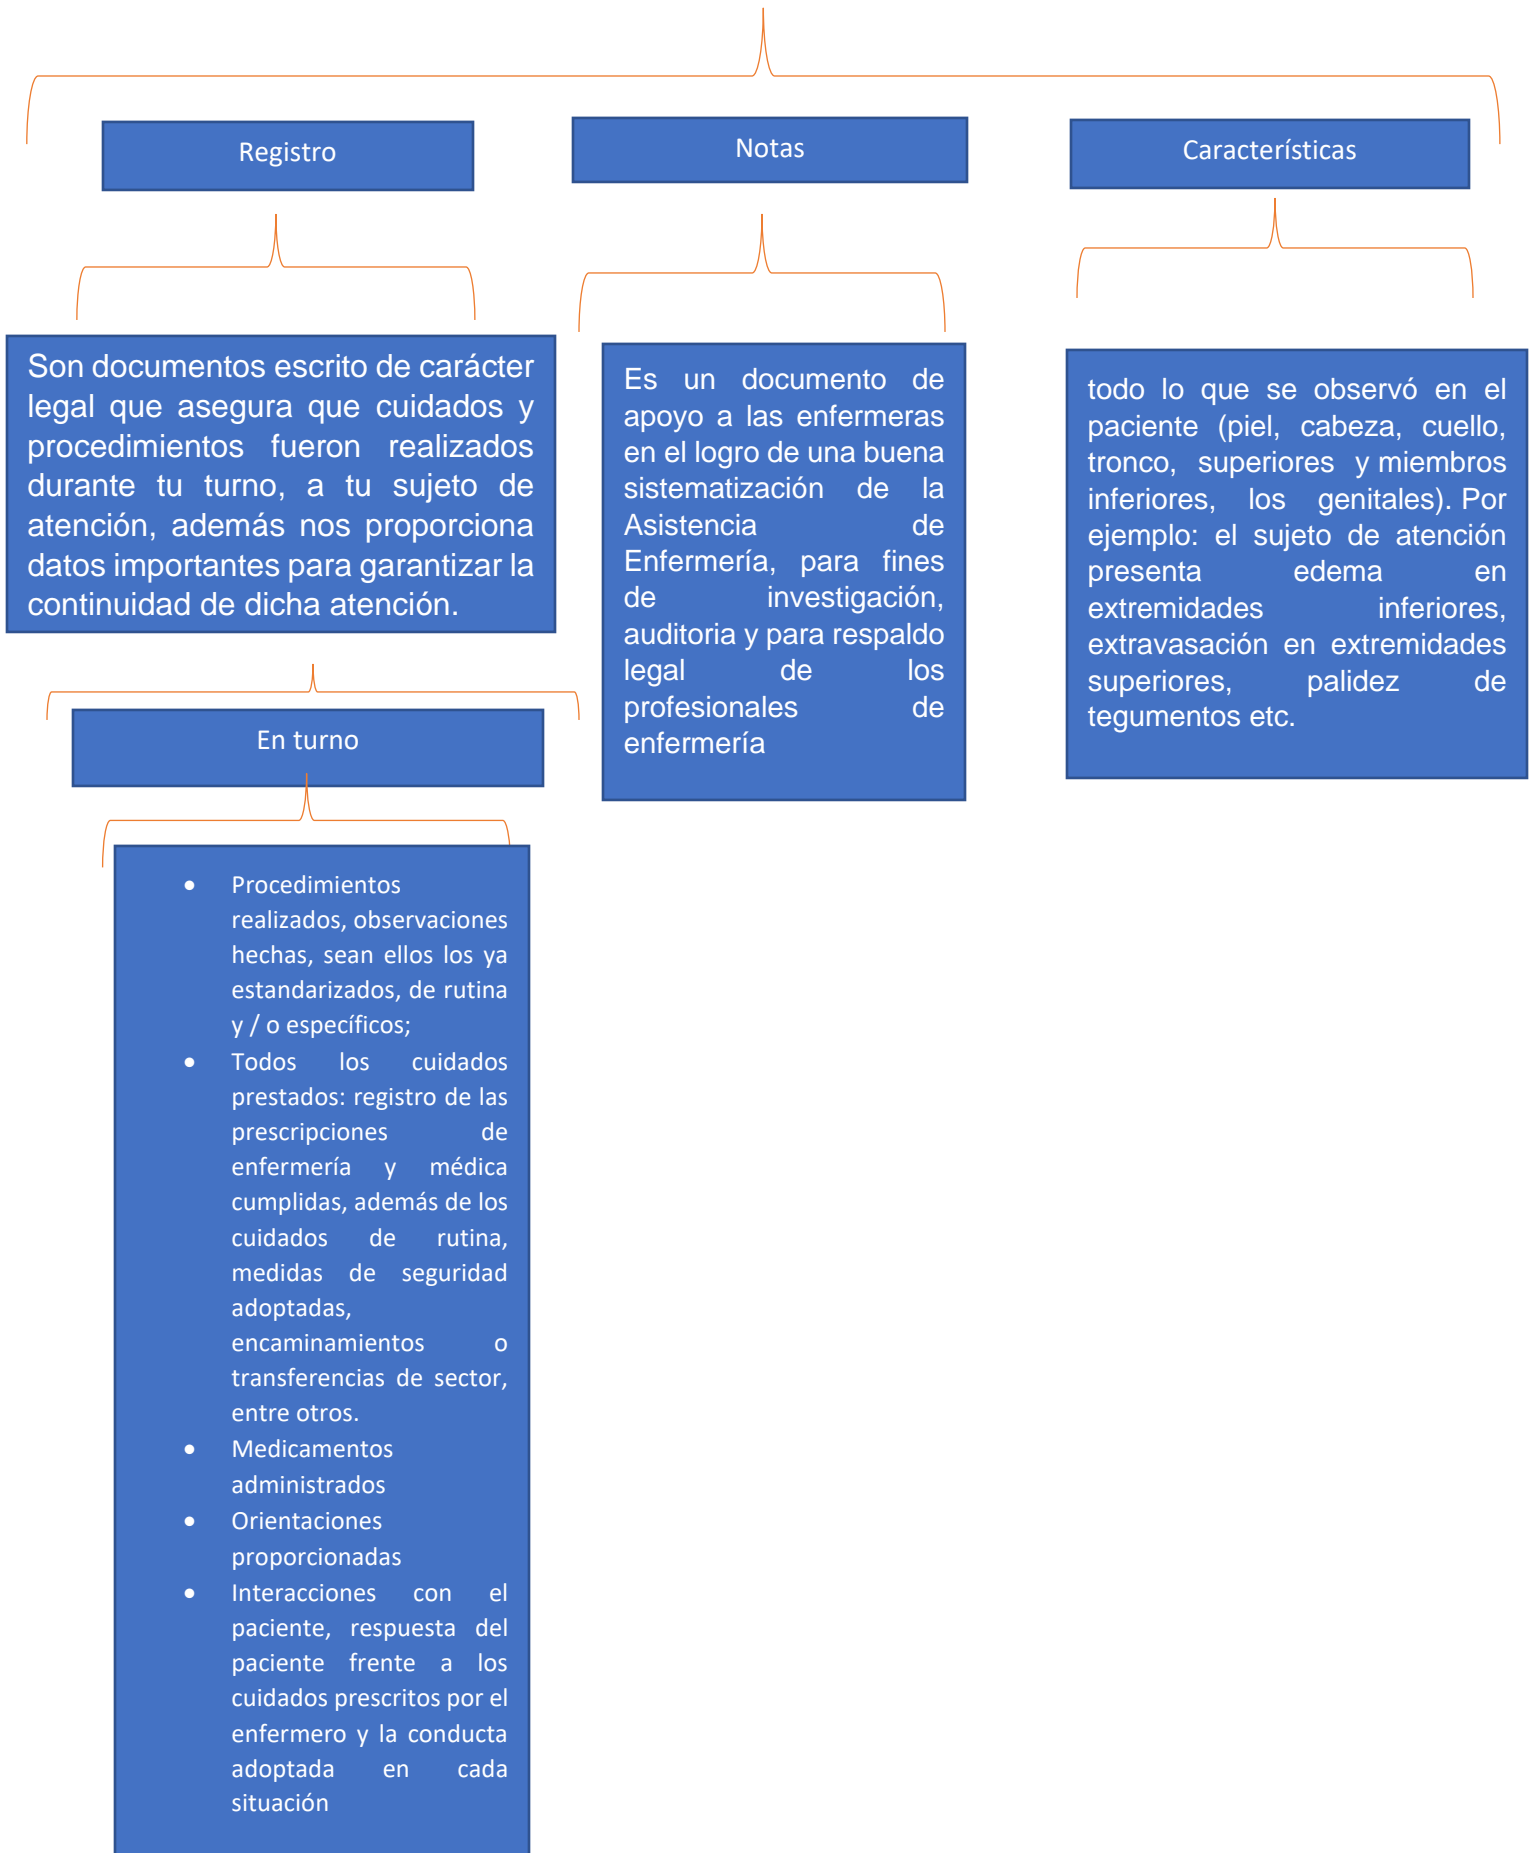 Registro
Notas
Características
Son documentos escrito de carácter
legal que asegura que cuidados y
procedimientos fueron realizados
durante tu turno, a tu sujeto de
atención, además nos proporciona
datos importantes para garantizar la
continuidad de dicha atención.
Es un documento de
apoyo a las enfermeras
en el logro de una buena
sistematización de la
Asistencia de
Enfermería, para fines
de investigación,
auditoria y para respaldo
legal de los
profesionales de
enfermería
todo lo que se observó en el
paciente (piel, cabeza, cuello,
tronco, superiores y miembros
inferiores, los genitales). Por
ejemplo: el sujeto de atención
presenta edema en
extremidades inferiores,
extravasación en extremidades
superiores, palidez de
tegumentos etc.
En turno
• Procedimientos
realizados, observaciones
hechas, sean ellos los ya
estandarizados, de rutina
y / o específicos;
• Todos los cuidados
prestados: registro de las
prescripciones de
enfermería y médica
cumplidas, además de los
cuidados de rutina,
medidas de seguridad
adoptadas,
encaminamientos o
transferencias de sector,
entre otros.
• Medicamentos
administrados
• Orientaciones
proporcionadas
• Interacciones con el
paciente, respuesta del
paciente frente a los
cuidados prescritos por el
enfermero y la conducta
adoptada en cada
situación